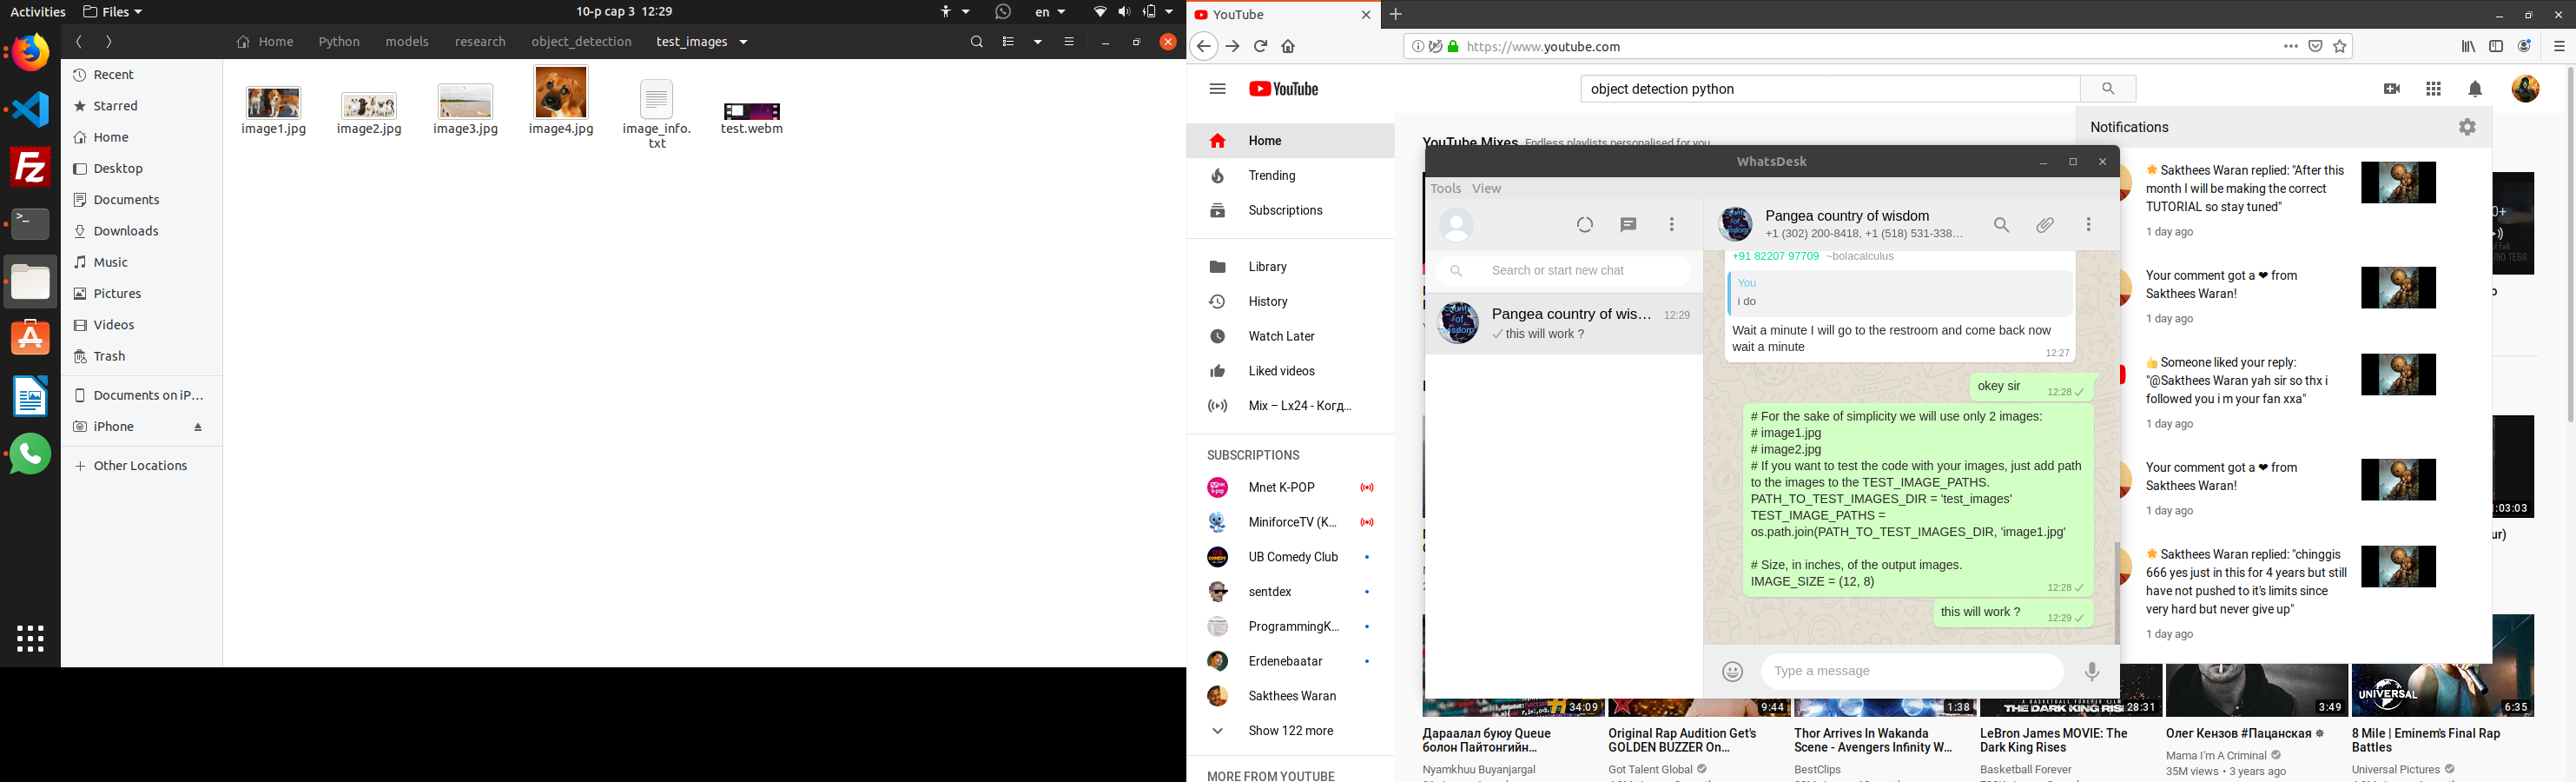 Activities
Files
10-р сар 3 12:29
en
Home
Python
models
research
object_detection
test_images
Recent
Starred
Home
Desktop
Documents
Downloads
Music
Pictures
Videos
Trash
Documents on iP...
iPhone
Other Locations
image1.jpg
image2.jpg
image3.jpg
image4.jpg
image_info.
txt
test.webm
YouTube
https://www.youtube.com
YouTube
object detection python
Home
Trending
Subscriptions
Library
History
Watch Later
Liked videos
Mix – Lx24 - Когд...
SUBSCRIPTIONS
Mnet K-POP
MiniforceTV (K...
UB Comedy Club
sentdex
ProgrammingK...
Erdenebaatar
Sakthees Waran
Show 122 more
MORE FROM YOUTUBE
YouTube Mixes Endless playlists personalised for you
WhatsDesk
Tools View
Search or start new chat
Pangea country of wis... 12:29
this will work ?
Pangea country of wisdom
+1 (302) 200-8418, +1 (518) 531-338...
+91 82207 97709 ~bolacalculus
You
i do
Wait a minute I will go to the restroom and come back now
wait a minute
12:27
okey sir
12:28
# For the sake of simplicity we will use only 2 images:
# image1.jpg
# image2.jpg
# If you want to test the code with your images, just add path
to the images to the TEST_IMAGE_PATHS.
PATH_TO_TEST_IMAGES_DIR = 'test_images'
TEST_IMAGE_PATHS =
os.path.join(PATH_TO_TEST_IMAGES_DIR, 'image1.jpg'
# Size, in inches, of the output images.
IMAGE_SIZE = (12, 8)
12:28
this will work ?
12:29
Type a message
Notifications
Sakthees Waran replied: "After this
month I will be making the correct
TUTORIAL so stay tuned"
1 day ago
Your comment got a ❤ from
Sakthees Waran!
1 day ago
👍 Someone liked your reply:
"@Sakthees Waran yah sir so thx i
followed you i m your fan xxa"
1 day ago
Your comment got a ❤ from
Sakthees Waran!
1 day ago
Sakthees Waran replied: "chinggis
666 yes just in this for 4 years but still
have not pushed to it's limits since
very hard but never give up"
1 day ago
1:03:03
34:09
9:44
1:38
THE DARK KING RIS
28:31
3:49
UNIVERSAL
6:35
Дараалал буюу Queue
болон Пайтонгийн...
Nyamkhuu Buyanjargal
Original Rap Audition Get's
GOLDEN BUZZER On...
Got Talent Global
Thor Arrives In Wakanda
Scene - Avengers Infinity W...
BestClips
LeBron James MOVIE: The
Dark King Rises
Basketball Forever
Олег Кензов #Пацанская ✵
Mama I'm A Criminal
35M views • 3 years ago
8 Mile | Eminem's Final Rap
Battles
Universal Pictures